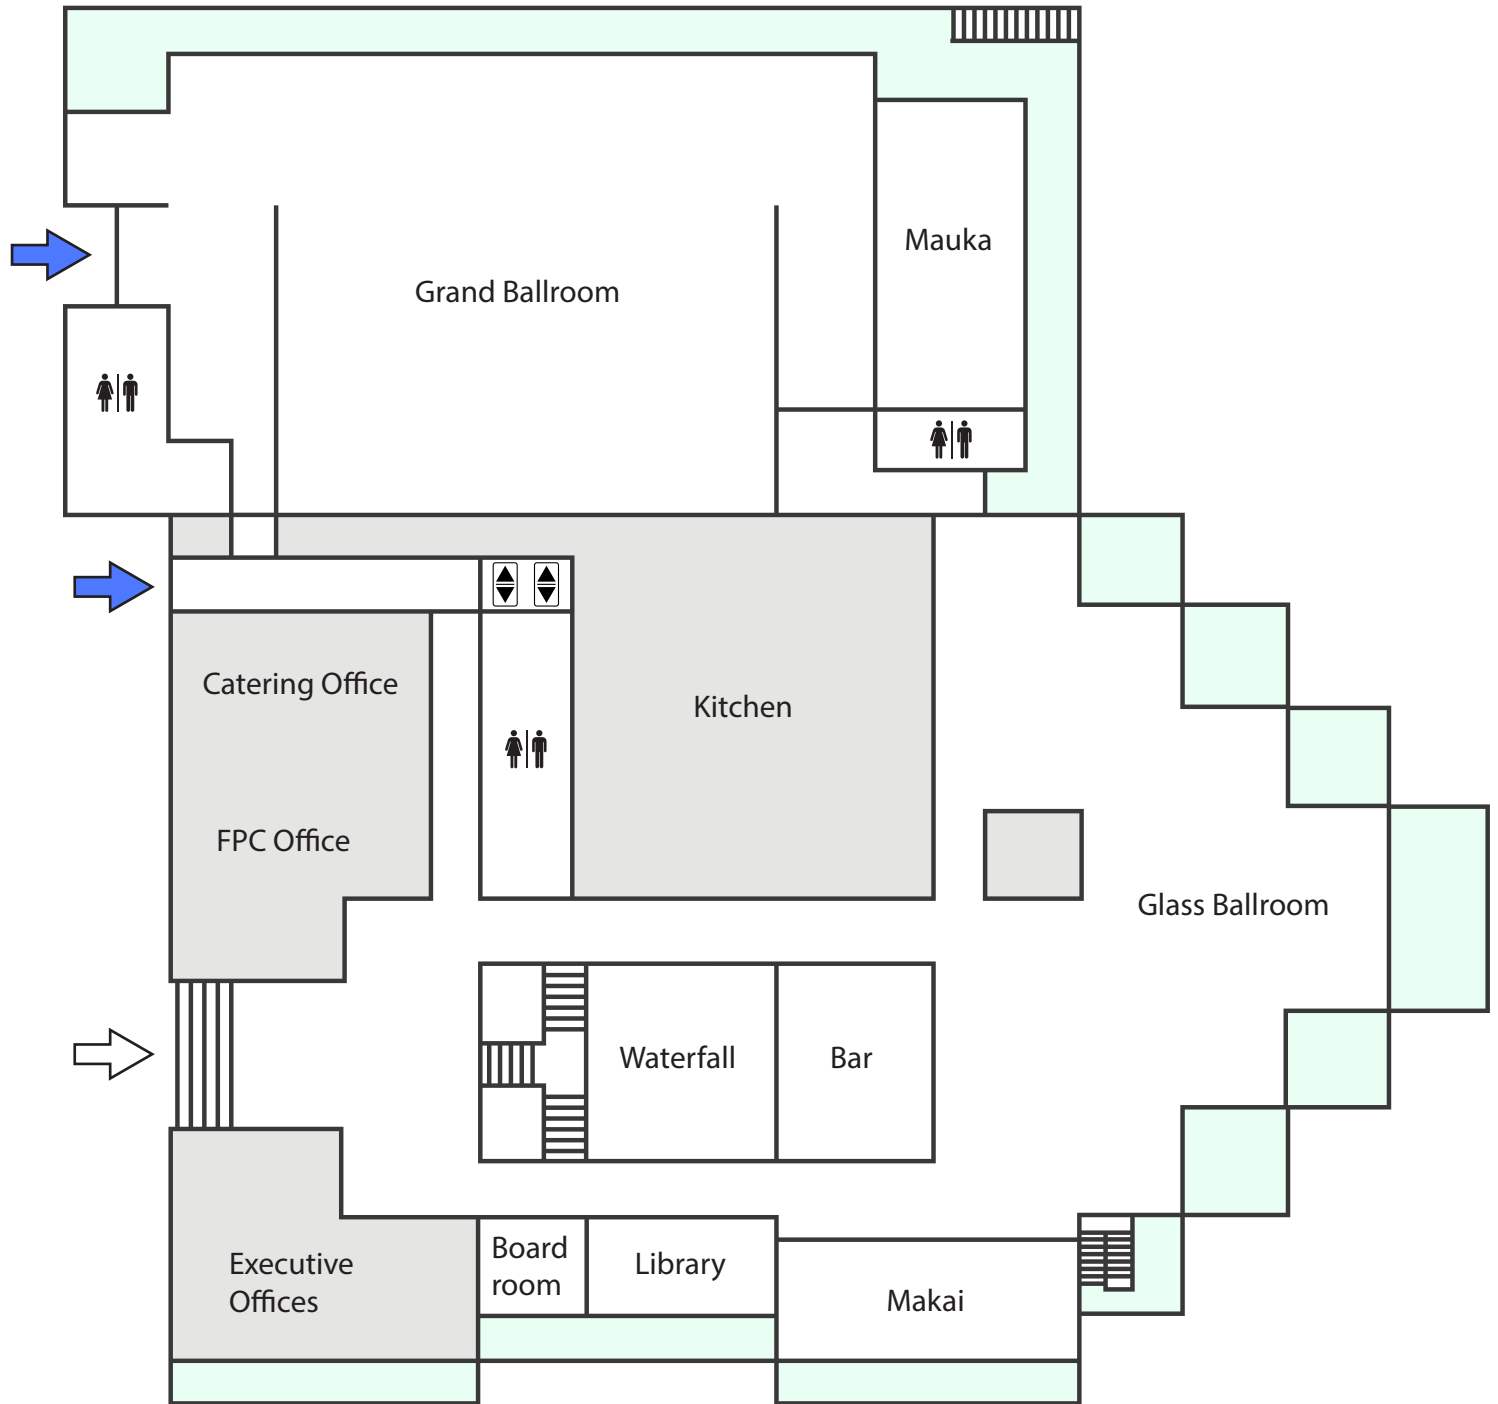 Mauka
Grand Ballroom
Catering Office
Kitchen
FPC Office
Glass Ballroom
Waterfall
Bar
Board
room
Library
Executive
Offices
Makai